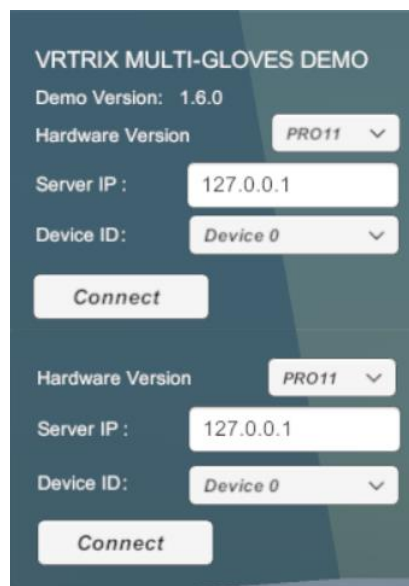 VRTRIX MULTI-GLOVES DEMO
Demo Version: 1.6.0
Hardware Version PRO11
Server IP : 127.0.0.1
Device ID: Device 0
Connect
Hardware Version PRO11
Server IP : 127.0.0.1
Device ID: Device 0
Connect